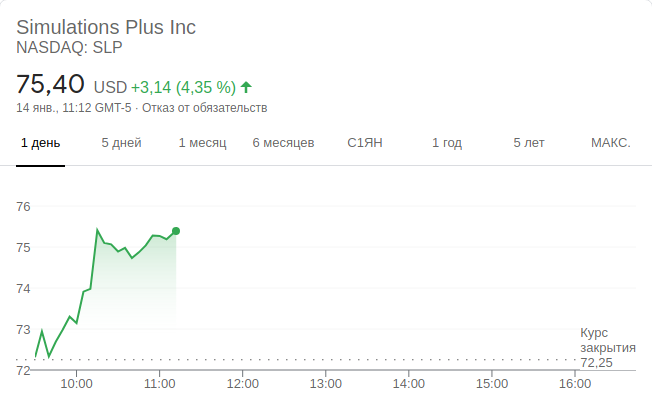 Simulations Plus Inc
NASDAQ: SLP
75,40 USD +3,14 (4,35 %)
14 янв., 11:12 GMT-5 · Отказ от обязательств
1 день 5 дней 1 месяц 6 месяцев С1ЯН 1 год 5 лет МАКС.
76
75
74
73
72
Курс
закрытия
72,25
10:00 11:00 12:00 13:00 14:00 15:00 16:00